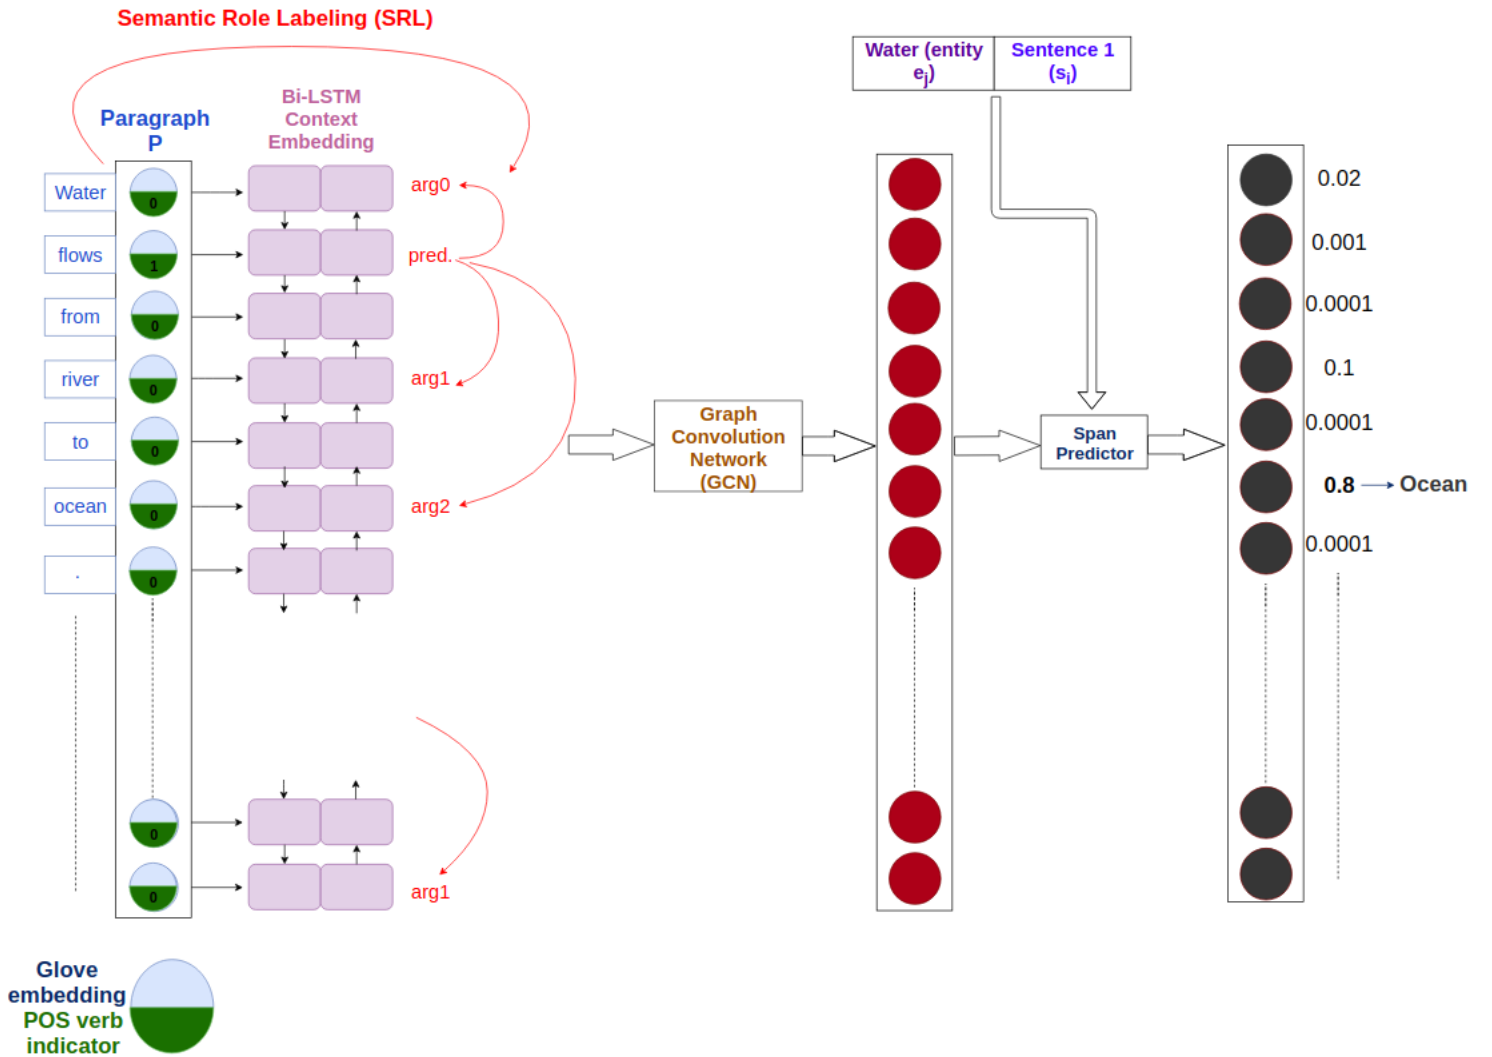 Semantic Role Labeling (SRL)
Water (entity
e_j)
Sentence 1
(s_i)
Bi-LSTM
Context
Embedding
Paragraph
P
Water
0
arg0
0.02
flows
1
pred.
0.001
from
0
0.0001
river
0
arg1
0.1
to
0
0.0001
Graph
Convolution
Network
(GCN)
Span
Predictor
ocean
0
arg2
0.8
Ocean
.
0
0.0001
0
0
arg1
Glove
embedding
POS verb
indicator